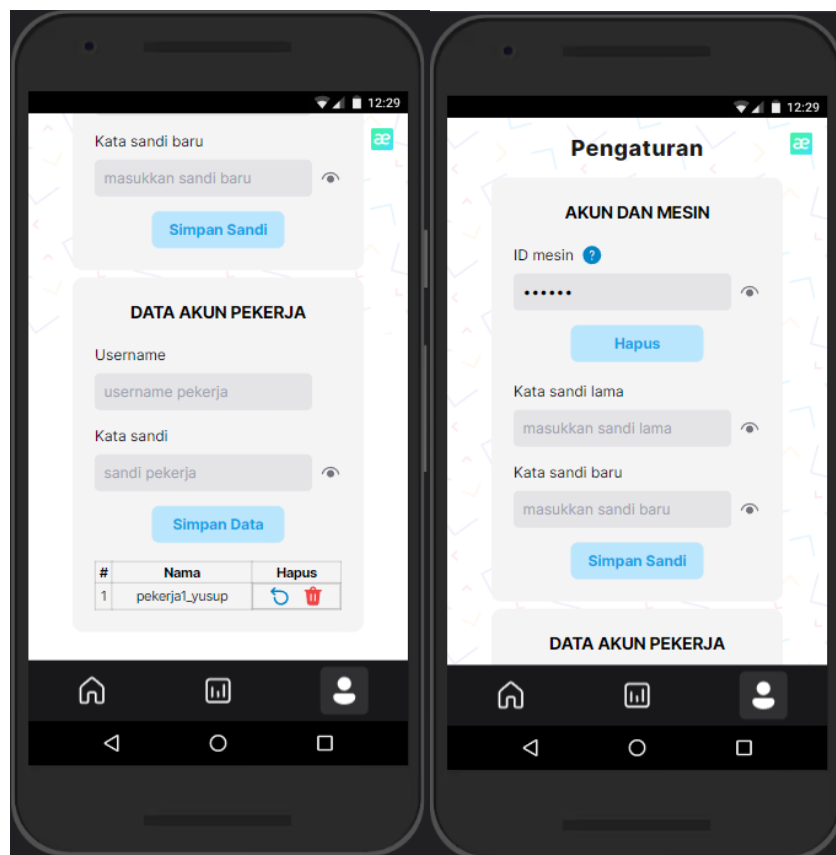 12:29
æ
Kata sandi baru
masukkan sandi baru
Simpan Sandi
DATA AKUN PEKERJA
Username
username pekerja
Kata sandi
sandi pekerja
Simpan Data
# Nama Hapus
1 pekerja1_yusup
12:29
æ
Pengaturan
AKUN DAN MESIN
ID mesin ?
••••••
Hapus
Kata sandi lama
masukkan sandi lama
Kata sandi baru
masukkan sandi baru
Simpan Sandi
DATA AKUN PEKERJA